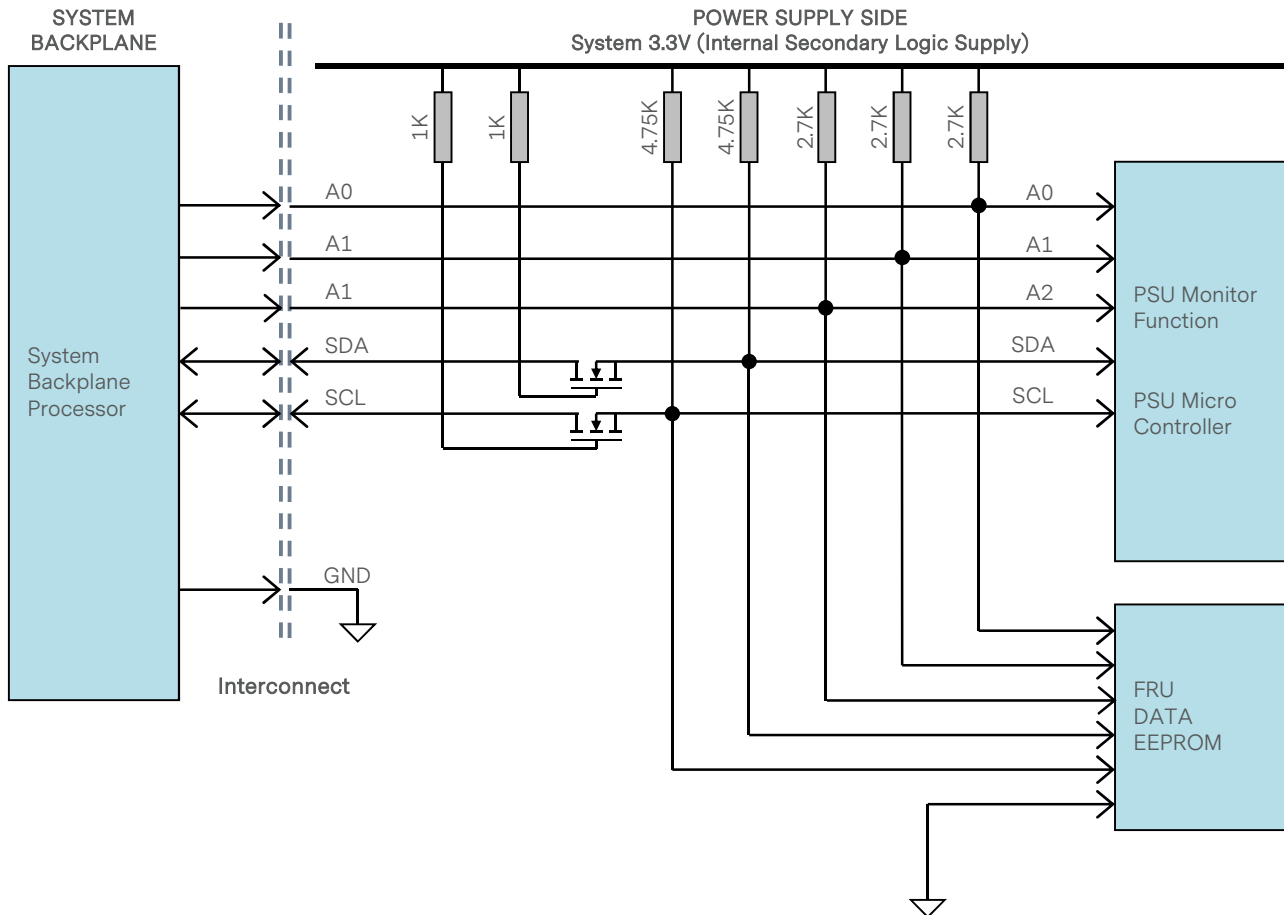 SYSTEM
BACKPLANE
POWER SUPPLY SIDE
System 3.3V (Internal Secondary Logic Supply)
1K
1K
4.75K
4.75K
2.7K
2.7K
2.7K
A0
A0
A1
A1
A1
A2
SDA
SDA
SCL
SCL
System
Backplane
Processor
PSU Monitor
Function
PSU Micro
Controller
GND
Interconnect
FRU
DATA
EEPROM